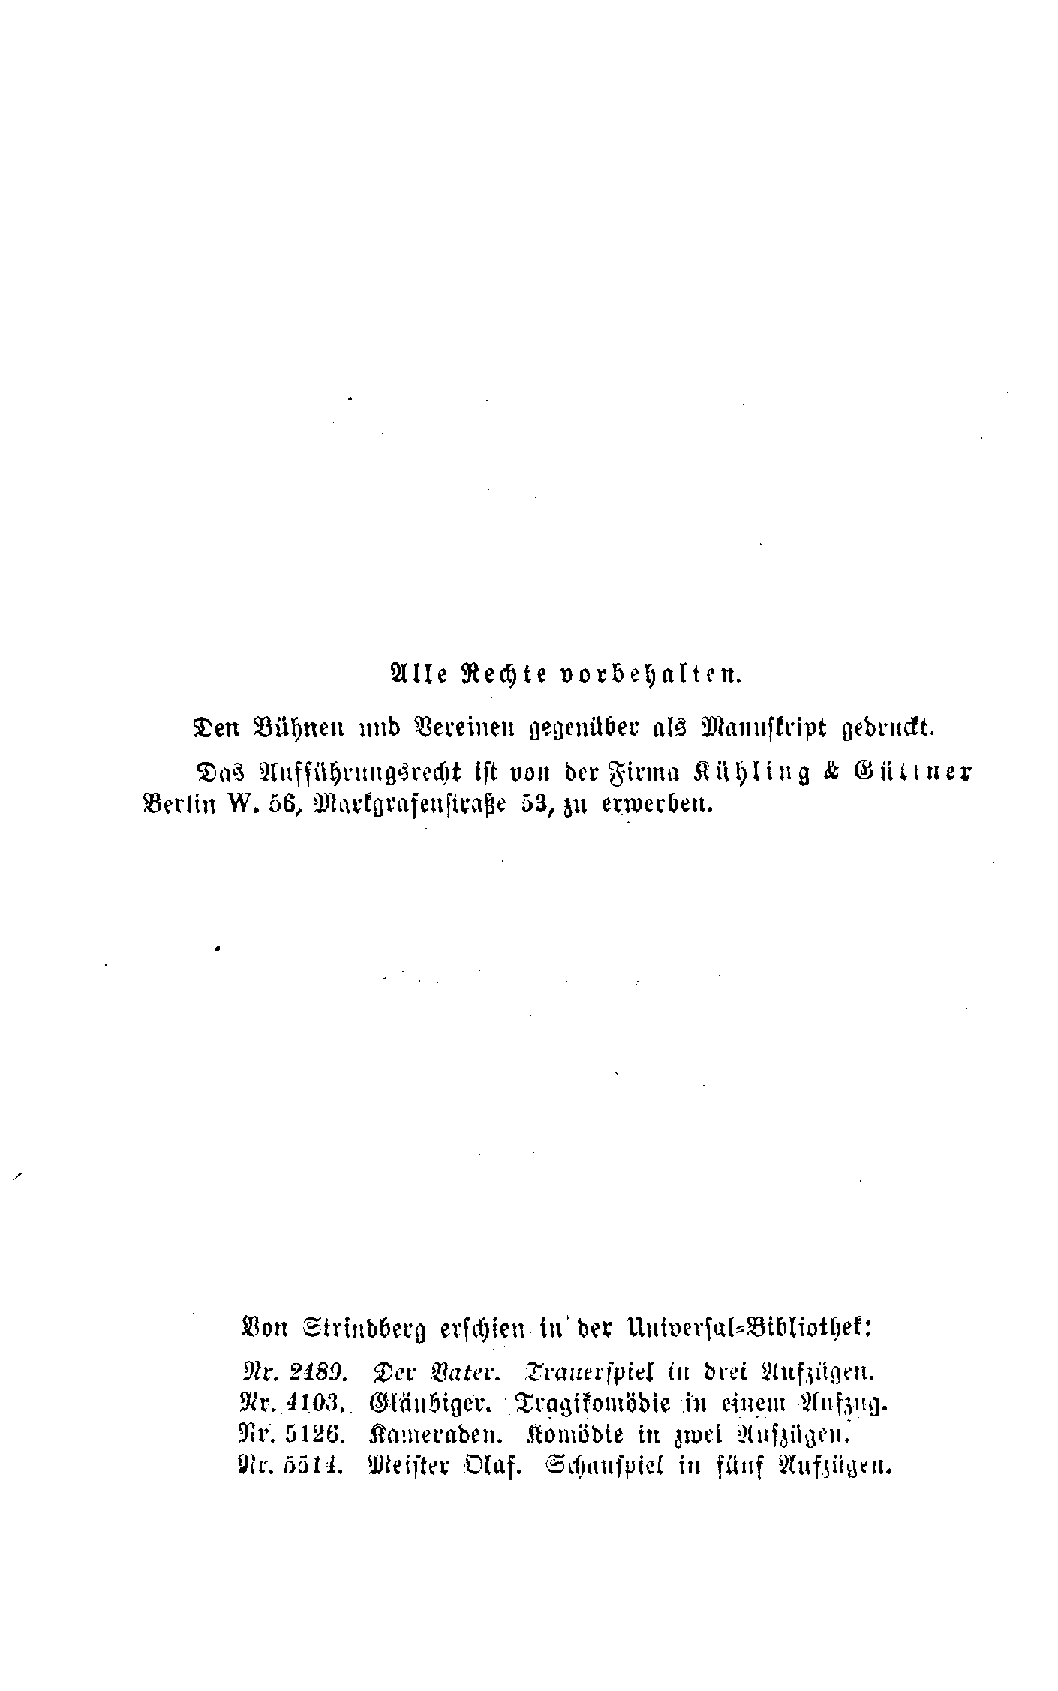 Alle Rechte vorbehalten.
Den Bühnen und Vereinen gegenüber als Manuskript gedruckt.
Das Aufführungsrecht ist von der Firma Kühling & Güttner
Berlin W. 56, Markgrafenstraße 53, zu erwerben.
Von Strindberg erschien in der Universal-Bibliothek:
Nr. 2489. Der Vater. Trauerspiel in drei Aufzügen.
Nr. 4103. Gläubiger. Tragikomödie in einem Aufzug.
Nr. 5126. Kameraden. Komödie in zwei Aufzügen.
Nr. 5514. Meister Olaf. Schauspiel in fünf Aufzügen.